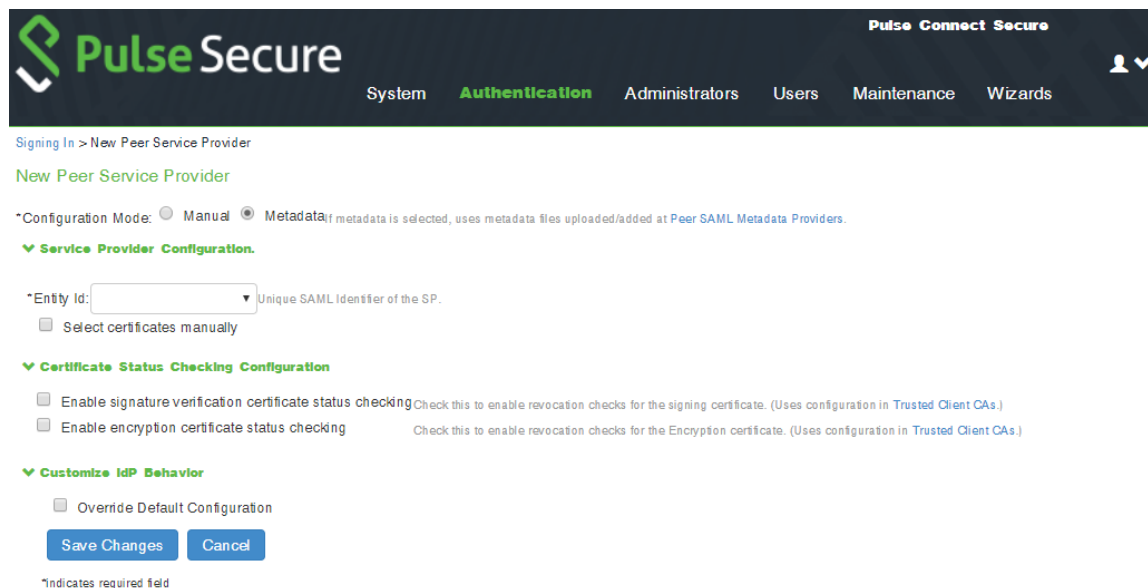 Pulse Connect Secure
Pulse Secure
System Authentication Administrators Users Maintenance Wizards
Signing In > New Peer Service Provider
New Peer Service Provider
*Configuration Mode: Manual Metadata If metadata is selected, uses metadata files uploaded/added at Peer SAML Metadata Providers.
Service Provider Configuration.
*Entity Id: Unique SAML Identifier of the SP.
Select certificates manually
Certificate Status Checking Configuration
Enable signature verification certificate status checking Check this to enable revocation checks for the signing certificate. (Uses configuration in Trusted Client CAs.)
Enable encryption certificate status checking Check this to enable revocation checks for the Encryption certificate. (Uses configuration in Trusted Client CAs.)
Customize IdP Behavior
Override Default Configuration
Save Changes Cancel
*indicates required field